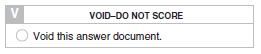 V VOID–DO NOT SCORE
Void this answer document.